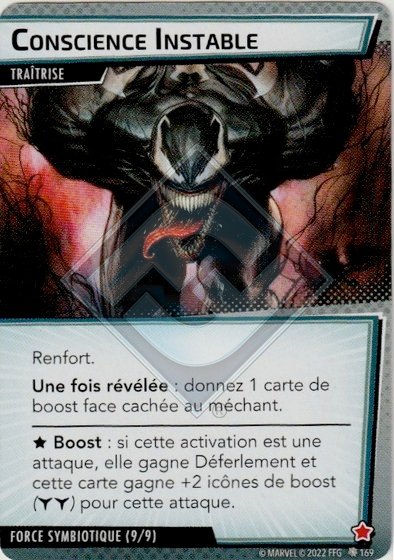 CONSCIENCE INSTABLE
TRAÎTRISE
Renfort.
Une fois révélée : donnez 1 carte de
boost face cachée au méchant.
★ Boost : si cette activation est une
attaque, elle gagne Déferlement et
cette carte gagne +2 icônes de boost
() pour cette attaque.
FORCE SYMBIOTIQUE (9/9)
© MARVEL © 2022 FFG 169